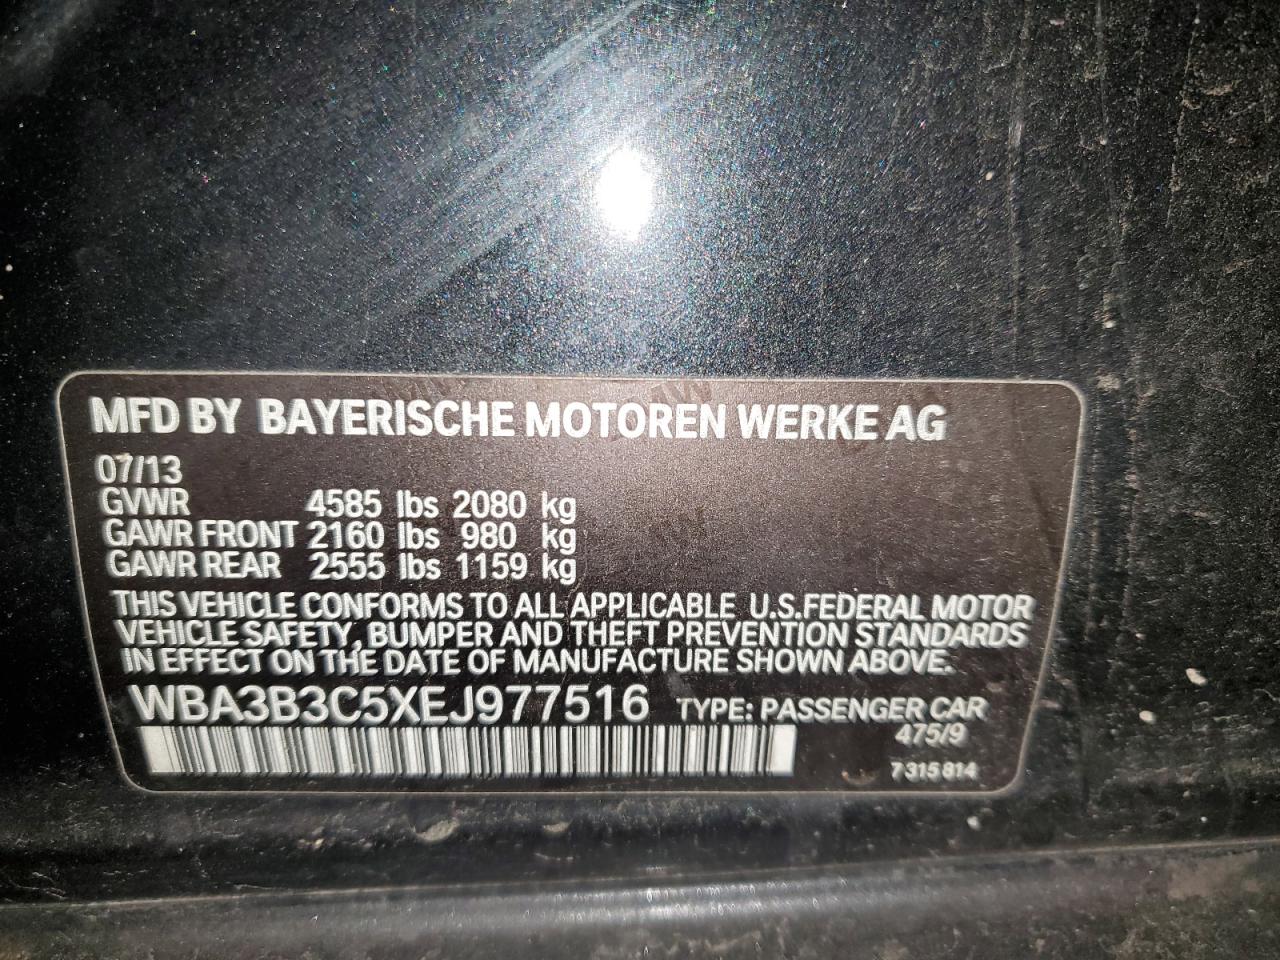 MFD BY BAYERISCHE MOTOREN WERKE AG
07/13
GVWR 4585 lbs 2080 kg
GAWR FRONT 2160 lbs 980 kg
GAWR REAR 2555 lbs 1159 kg
THIS VEHICLE CONFORMS TO ALL APPLICABLE U.S.FEDERAL MOTOR
VEHICLE SAFETY, BUMPER AND THEFT PREVENTION STANDARDS
IN EFFECT ON THE DATE OF MANUFACTURE SHOWN ABOVE.
WBA3B3C5XEJ977516 TYPE: PASSENGER CAR
475/9
7 315 814